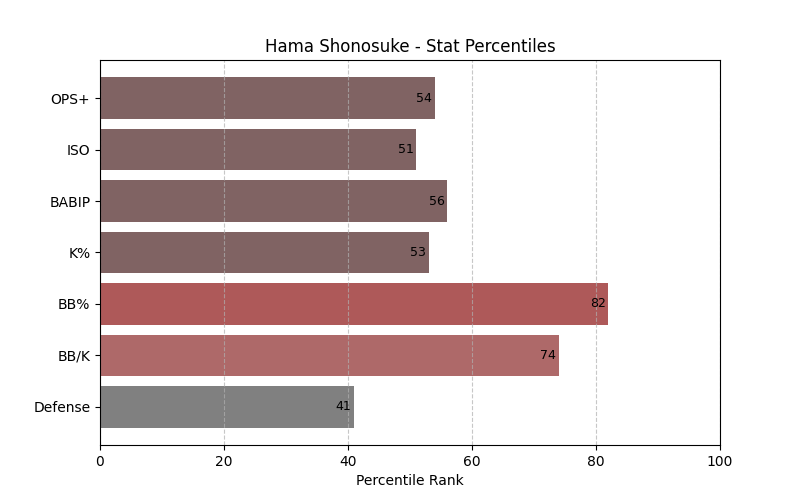 Hama Shonosuke - Stat Percentiles
OPS+
54
ISO
51
BABIP
56
K%
53
BB%
82
BB/K
74
Defense
41
0 20 40 60 80 100
Percentile Rank